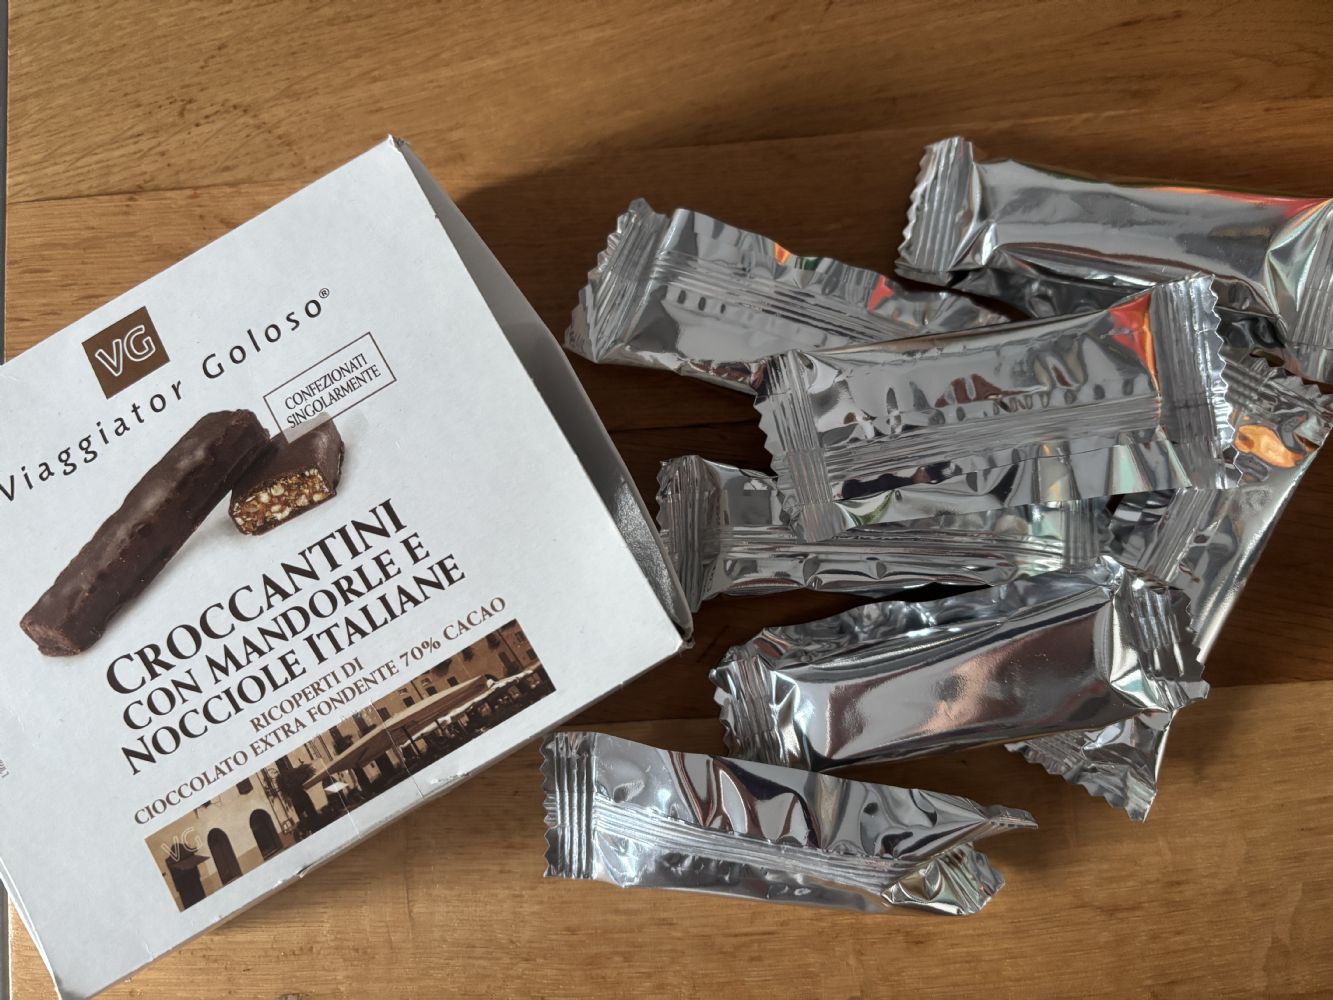 VG
Viaggiator Goloso®
CONFEZIONATI
SINGOLARMENTE
CROCCANTINI
CON MANDORLE E
NOCCIOLE ITALIANE
RICOPERTI DI
CIOCCOLATO EXTRA FONDENTE 70% CACAO
VG